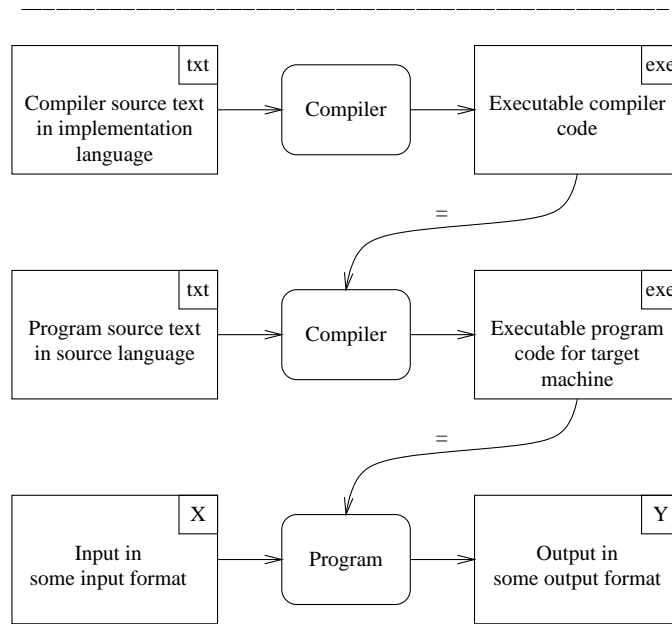 txt
Compiler source text
in implementation
language
Compiler
exe
Executable compiler
code
=
txt
Program source text
in source language
Compiler
exe
Executable program
code for target
machine
=
X
Input in
some input format
Program
Y
Output in
some output format